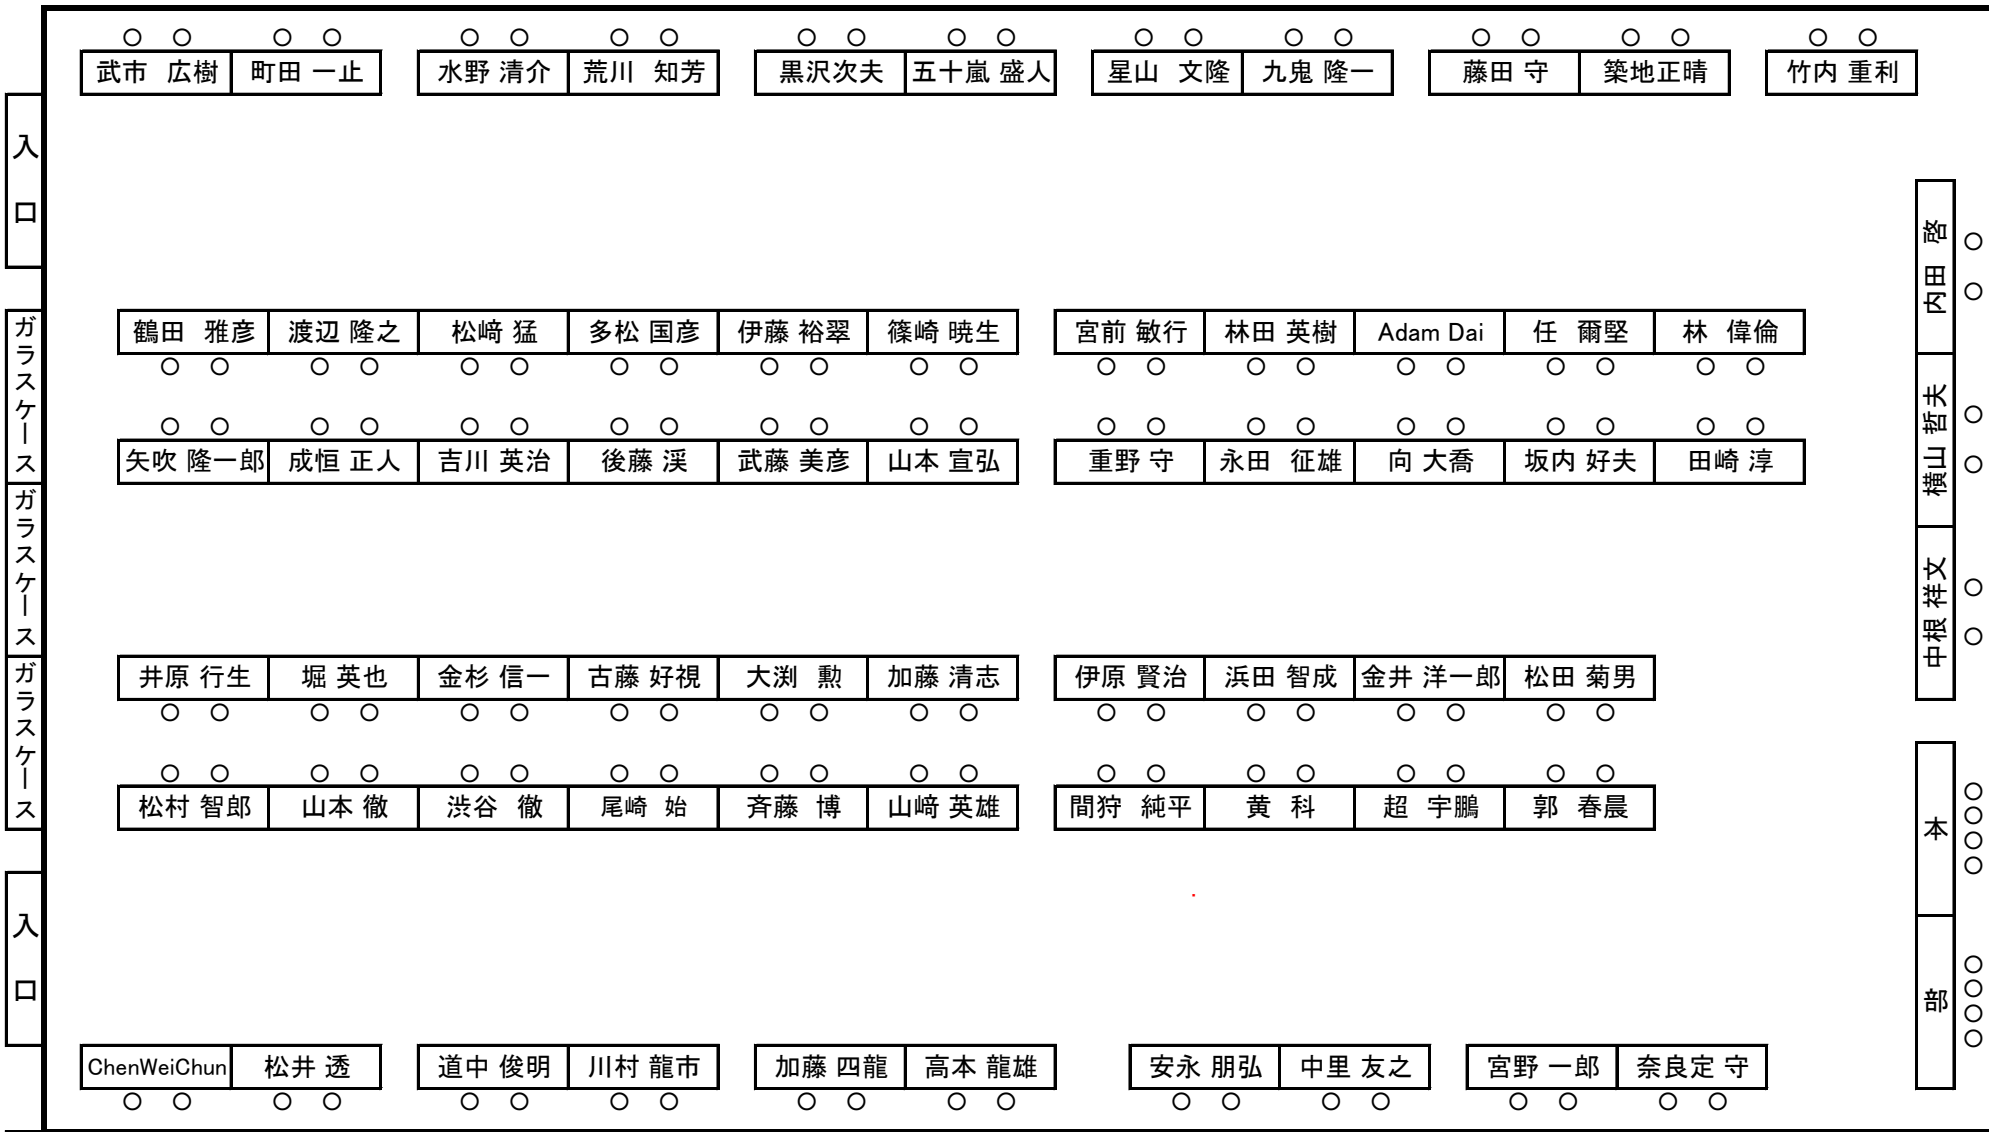 武市 広樹 町田 一止 水野 清介 荒川 知芳 黒沢次夫 五十嵐 盛人 星山 文隆 九鬼 隆一 藤田 守 築地正晴 竹内 重利
入口
内田 啓
鶴田 雅彦 渡辺 隆之 松﨑 猛 多松 国彦 伊藤 裕翠 篠崎 暁生 宮前 敏行 林田 英樹 Adam Dai 任 爾堅 林 偉倫
ガラスケース
横山 哲夫
矢吹 隆一郎 成恒 正人 吉川 英治 後藤 渓 武藤 美彦 山本 宣弘 重野 守 永田 征雄 向 大喬 坂内 好夫 田崎 淳
ガラスケース
中根 祥文
井原 行生 堀 英也 金杉 信一 古藤 好視 大渕 勲 加藤 清志 伊原 賢治 浜田 智成 金井 洋一郎 松田 菊男
ガラスケース
松村 智郎 山本 徹 渋谷 徹 尾崎 始 斉藤 博 山﨑 英雄 間狩 純平 黄 科 超 宇鵬 郭 春晨
本部
入口
ChenWeiChun 松井 透 道中 俊明 川村 龍市 加藤 四龍 高本 龍雄 安永 朋弘 中里 友之 宮野 一郎 奈良定 守